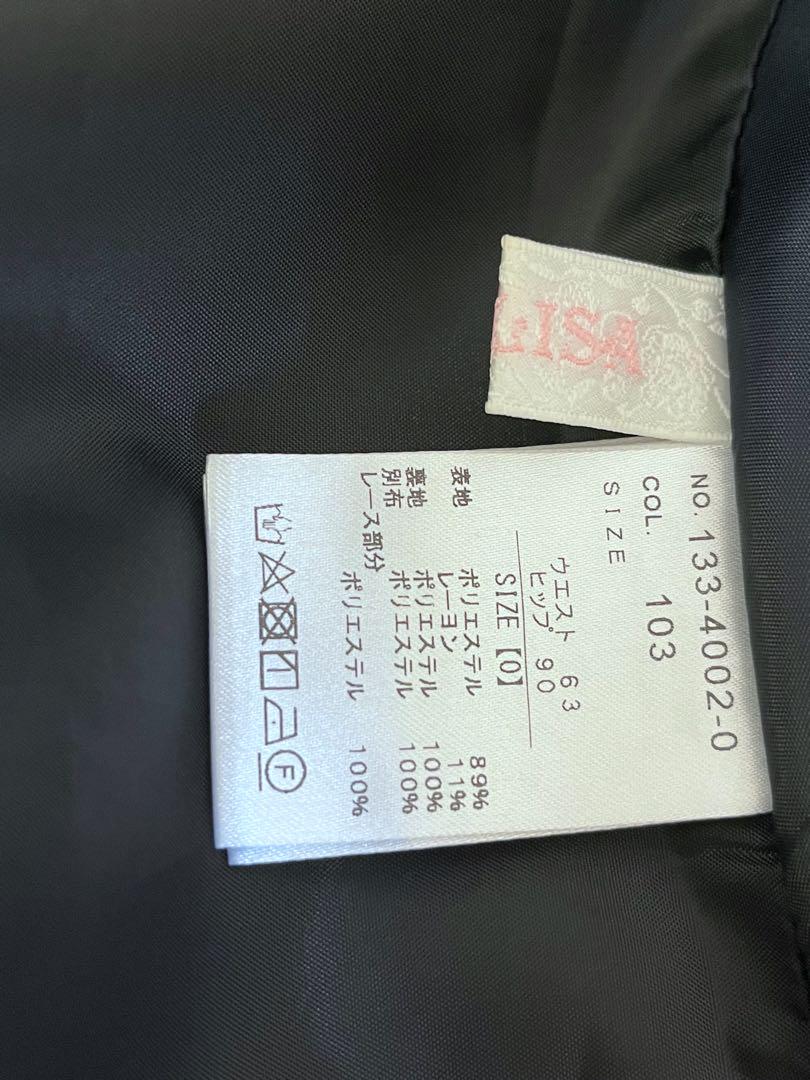 L·ISA
NO. 133-4002-0
COL. 103
SIZE
ウエスト 63
ヒップ 90
SIZE【0】
表地 ポリエステル 89%
レーヨン 11%
裏地 ポリエステル 100%
別布 ポリエステル 100%
レース部分
ポリエステル 100%
F